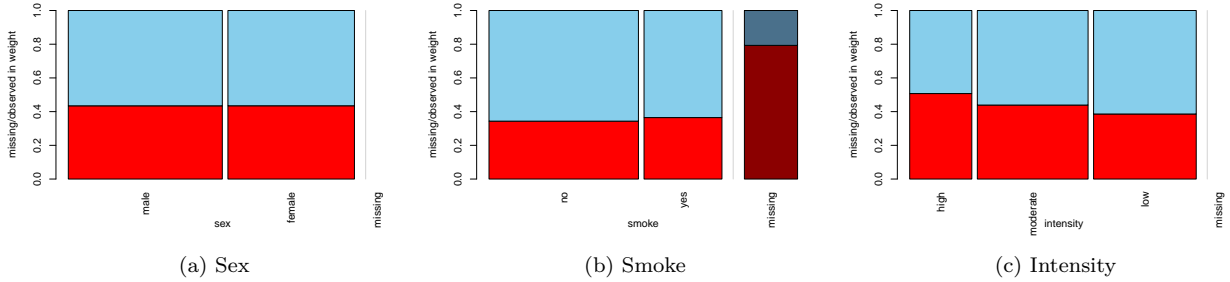 missing/observed in weight
0.0 0.2 0.4 0.6 0.8 1.0
male
female
missing
sex
(a) Sex
missing/observed in weight
0.0 0.2 0.4 0.6 0.8 1.0
no
yes
missing
smoke
(b) Smoke
missing/observed in weight
0.0 0.2 0.4 0.6 0.8 1.0
high
moderate
low
missing
intensity
(c) Intensity